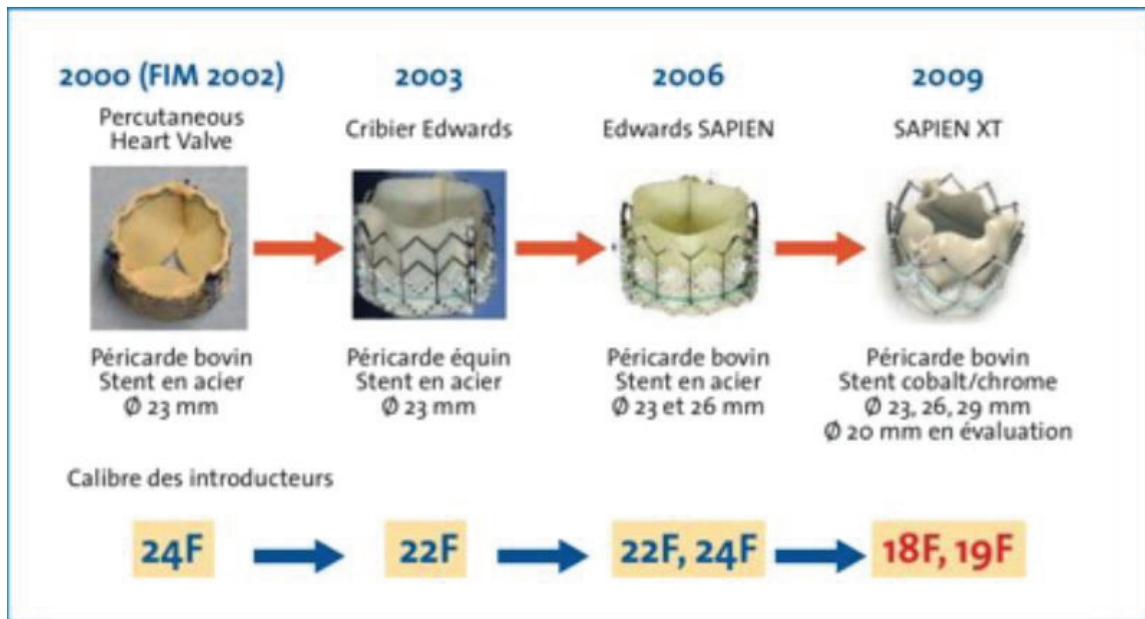 2000 (FIM 2002)
Percutaneous
Heart Valve
Péricarde bovin
Stent en acier
Ø 23 mm
2003
Cribier Edwards
Péricarde équin
Stent en acier
Ø 23 mm
2006
Edwards SAPIEN
Péricarde bovin
Stent en acier
Ø 23 et 26 mm
2009
SAPIEN XT
Péricarde bovin
Stent cobalt/chrome
Ø 23, 26, 29 mm
Ø 20 mm en évaluation
Calibre des introducteurs
24F
22F
22F, 24F
18F, 19F